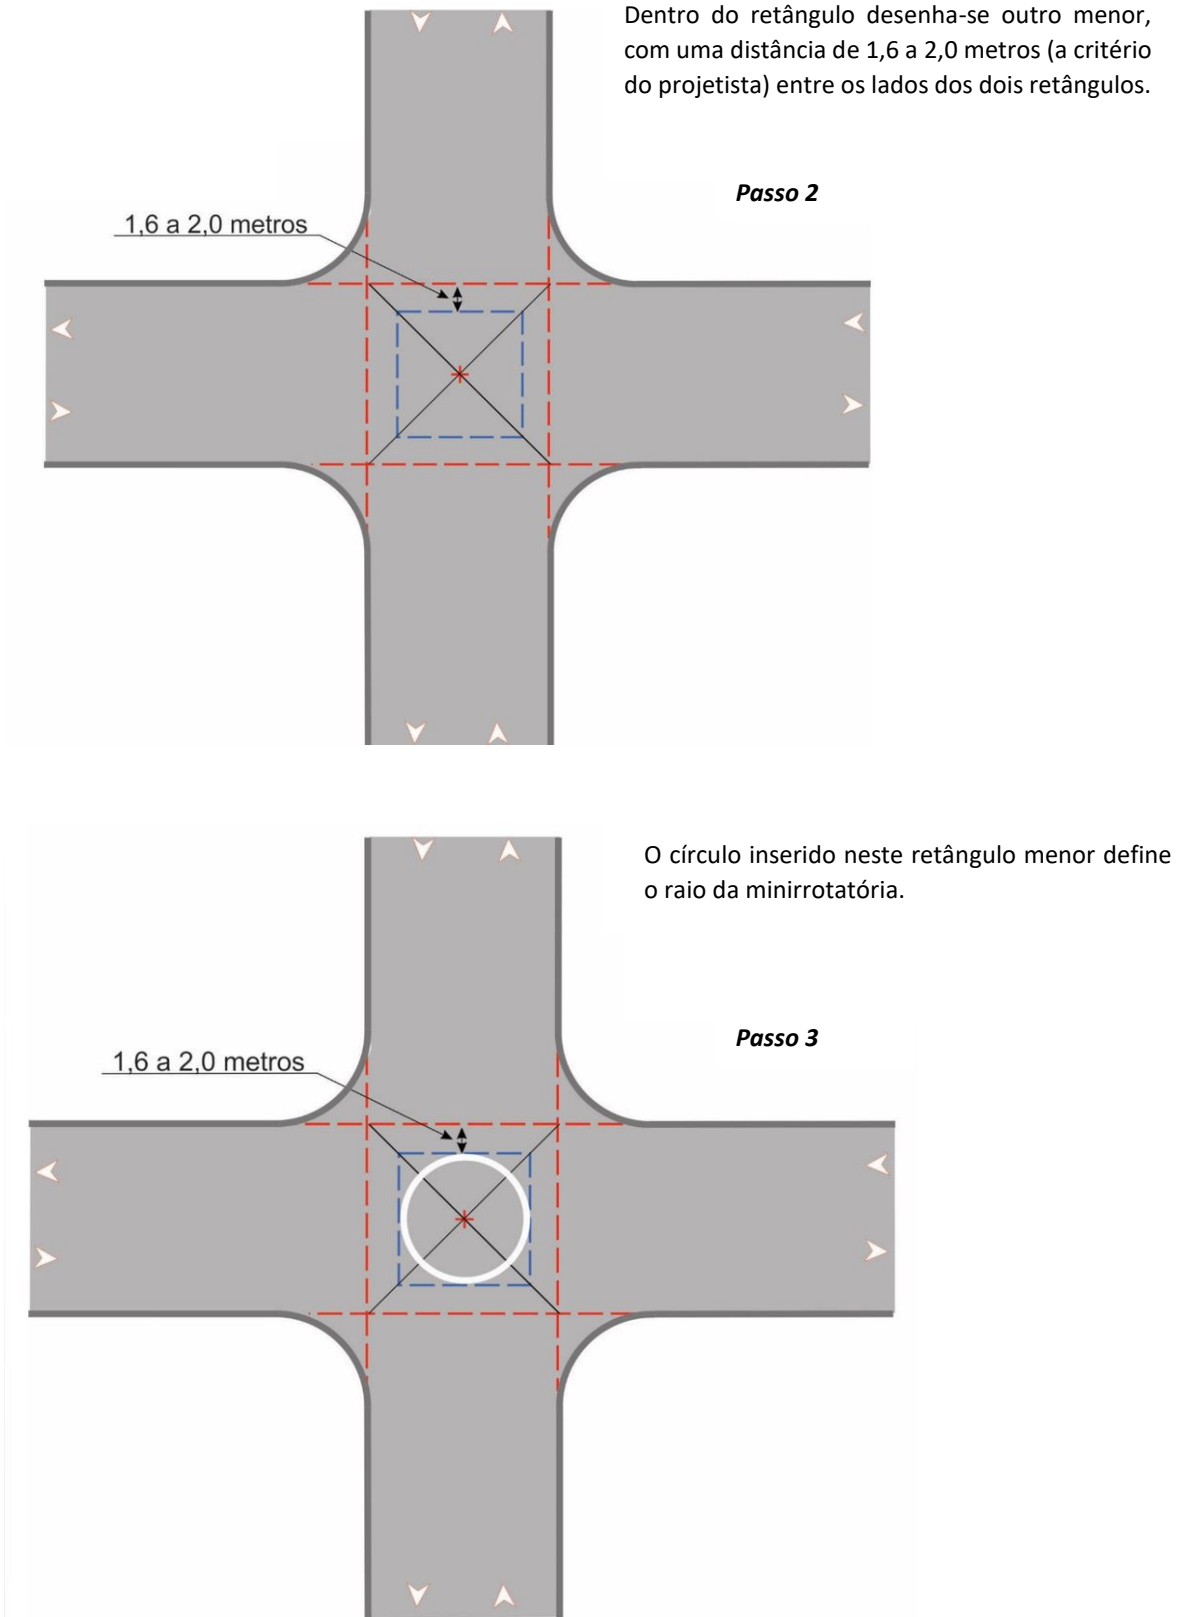 Dentro do retângulo desenha-se outro menor,
com uma distância de 1,6 a 2,0 metros (a critério
do projetista) entre os lados dos dois retângulos.
Passo 2
1,6 a 2,0 metros
O círculo inserido neste retângulo menor define
o raio da minirrotatória.
Passo 3
1,6 a 2,0 metros